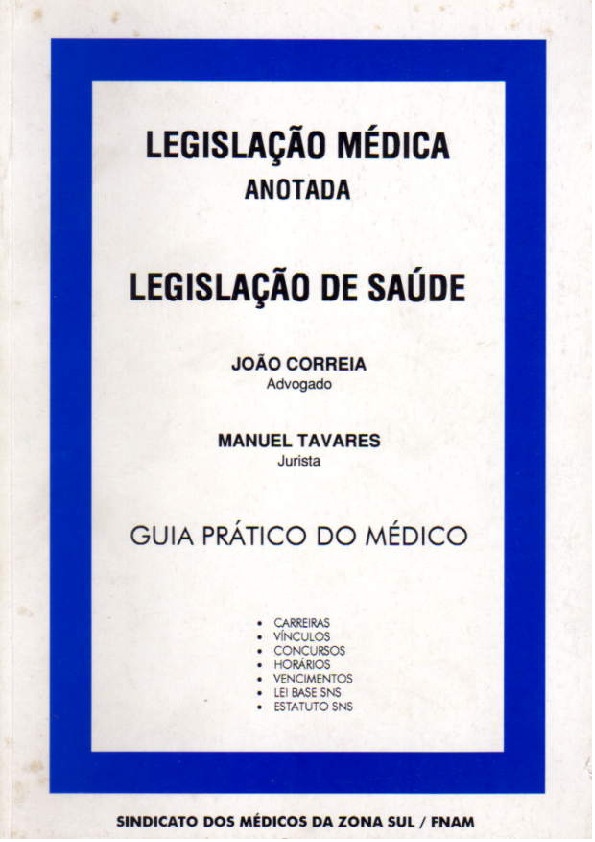 LEGISLAÇÃO MÉDICA
ANOTADA
LEGISLAÇÃO DE SAÚDE
JOÃO CORREIA
Advogado
MANUEL TAVARES
Jurista
GUIA PRÁTICO DO MÉDICO
• CARREIRAS
• VÍNCULOS
• CONCURSOS
• HORÁRIOS
• VENCIMENTOS
• LEI BASE SNS
• ESTATUTO SNS
SINDICATO DOS MÉDICOS DA ZONA SUL / FNAM